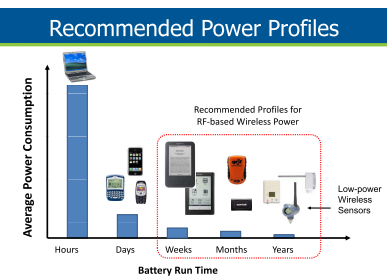 Recommended Power Profiles
Average Power Consumption
Recommended Profiles for
RF-based Wireless Power
Low-power
Wireless
Sensors
Hours
Days
Weeks
Months
Years
Battery Run Time